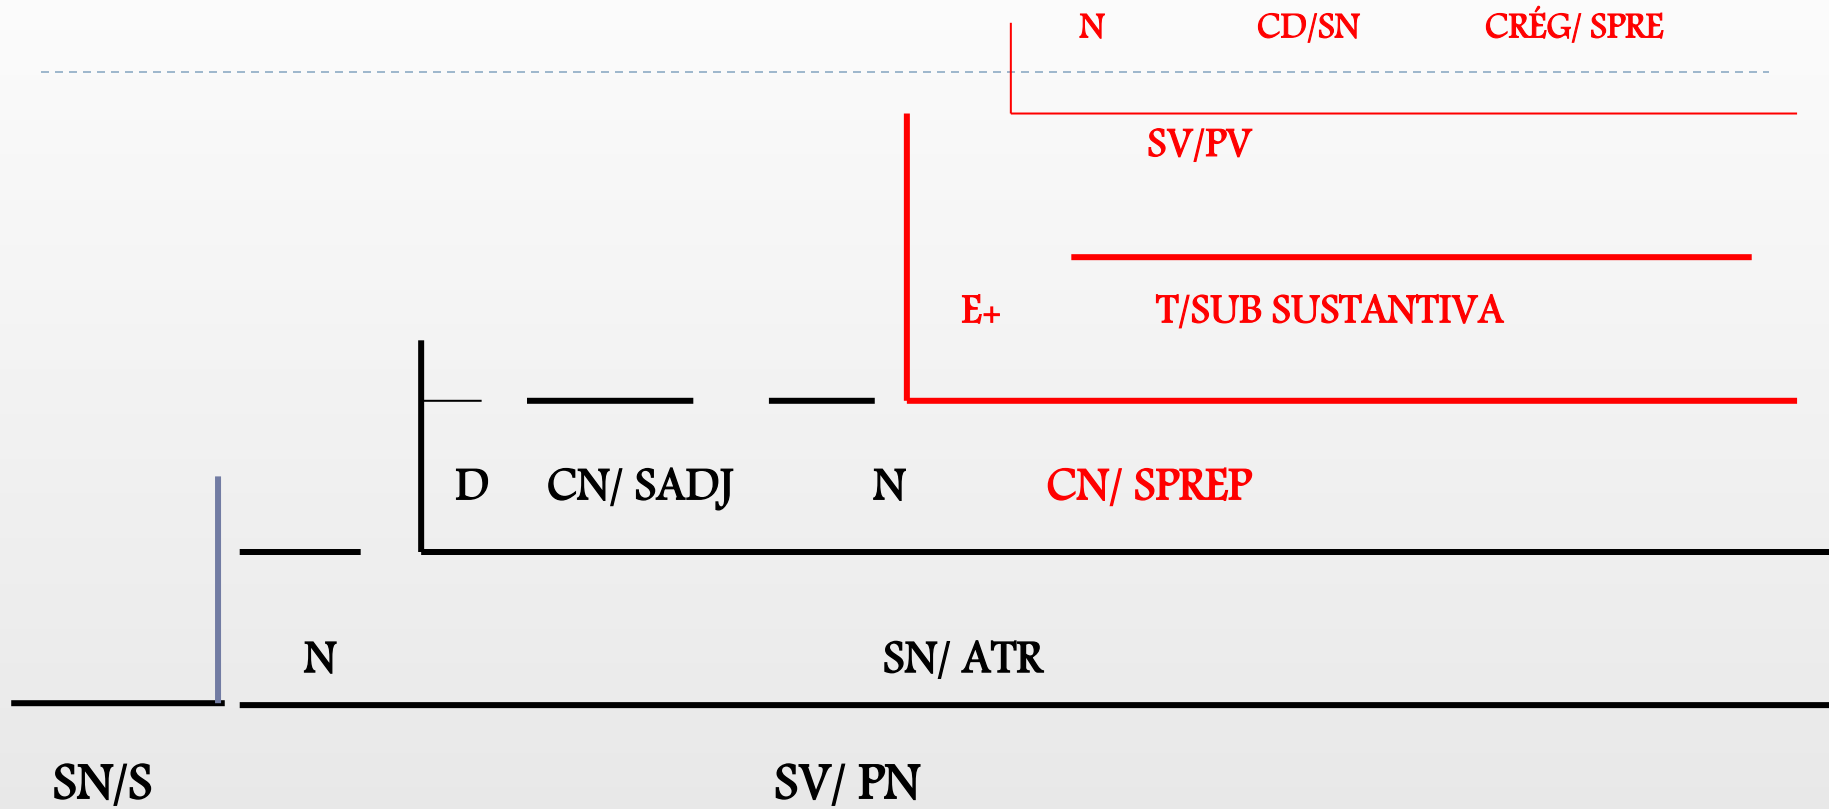 N CD/SN CRÉG/ SPRE
SV/PV
E+ T/SUB SUSTANTIVA
D CN/ SADJ N CN/ SPREP
N SN/ ATR
SN/S SV/ PN